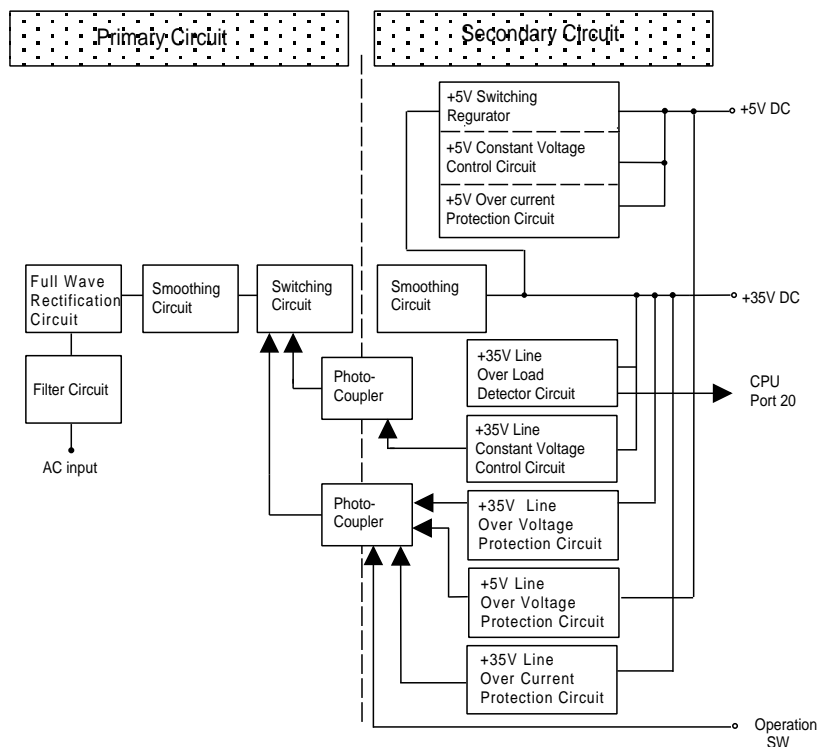 Primary Circuit
Secondary Circuit
+5V Switching
Regurator
+5V Constant Voltage
Control Circuit
+5V Over current
Protection Circuit
+5V DC
Full Wave
Rectification
Circuit
Smoothing
Circuit
Switching
Circuit
Smoothing
Circuit
+35V DC
Filter Circuit
AC input
Photo-
Coupler
+35V Line
Over Load
Detector Circuit
CPU
Port 20
+35V Line
Constant Voltage
Control Circuit
Photo-
Coupler
+35V Line
Over Voltage
Protection Circuit
+5V Line
Over Voltage
Protection Circuit
+35V Line
Over Current
Protection Circuit
Operation
SW